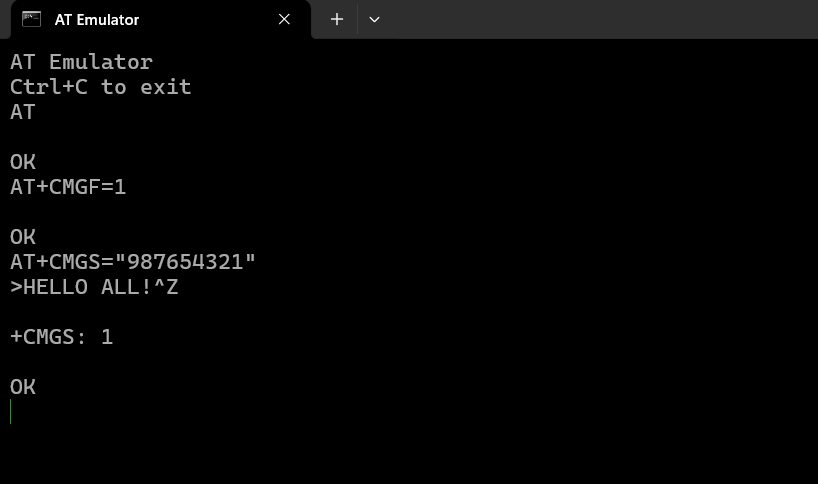 AT Emulator
AT Emulator
Ctrl+C to exit
AT
OK
AT+CMGF=1
OK
AT+CMGS="987654321"
>HELLO ALL!^Z
+CMGS: 1
OK